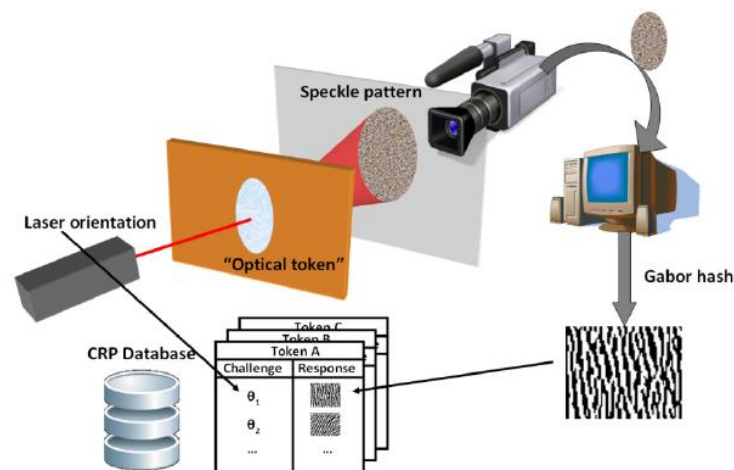 Speckle pattern
Laser orientation
"Optical token"
Gabor hash
CRP Database
Token C
Token B
Token A
Challenge Response
θ1
θ2
... ...